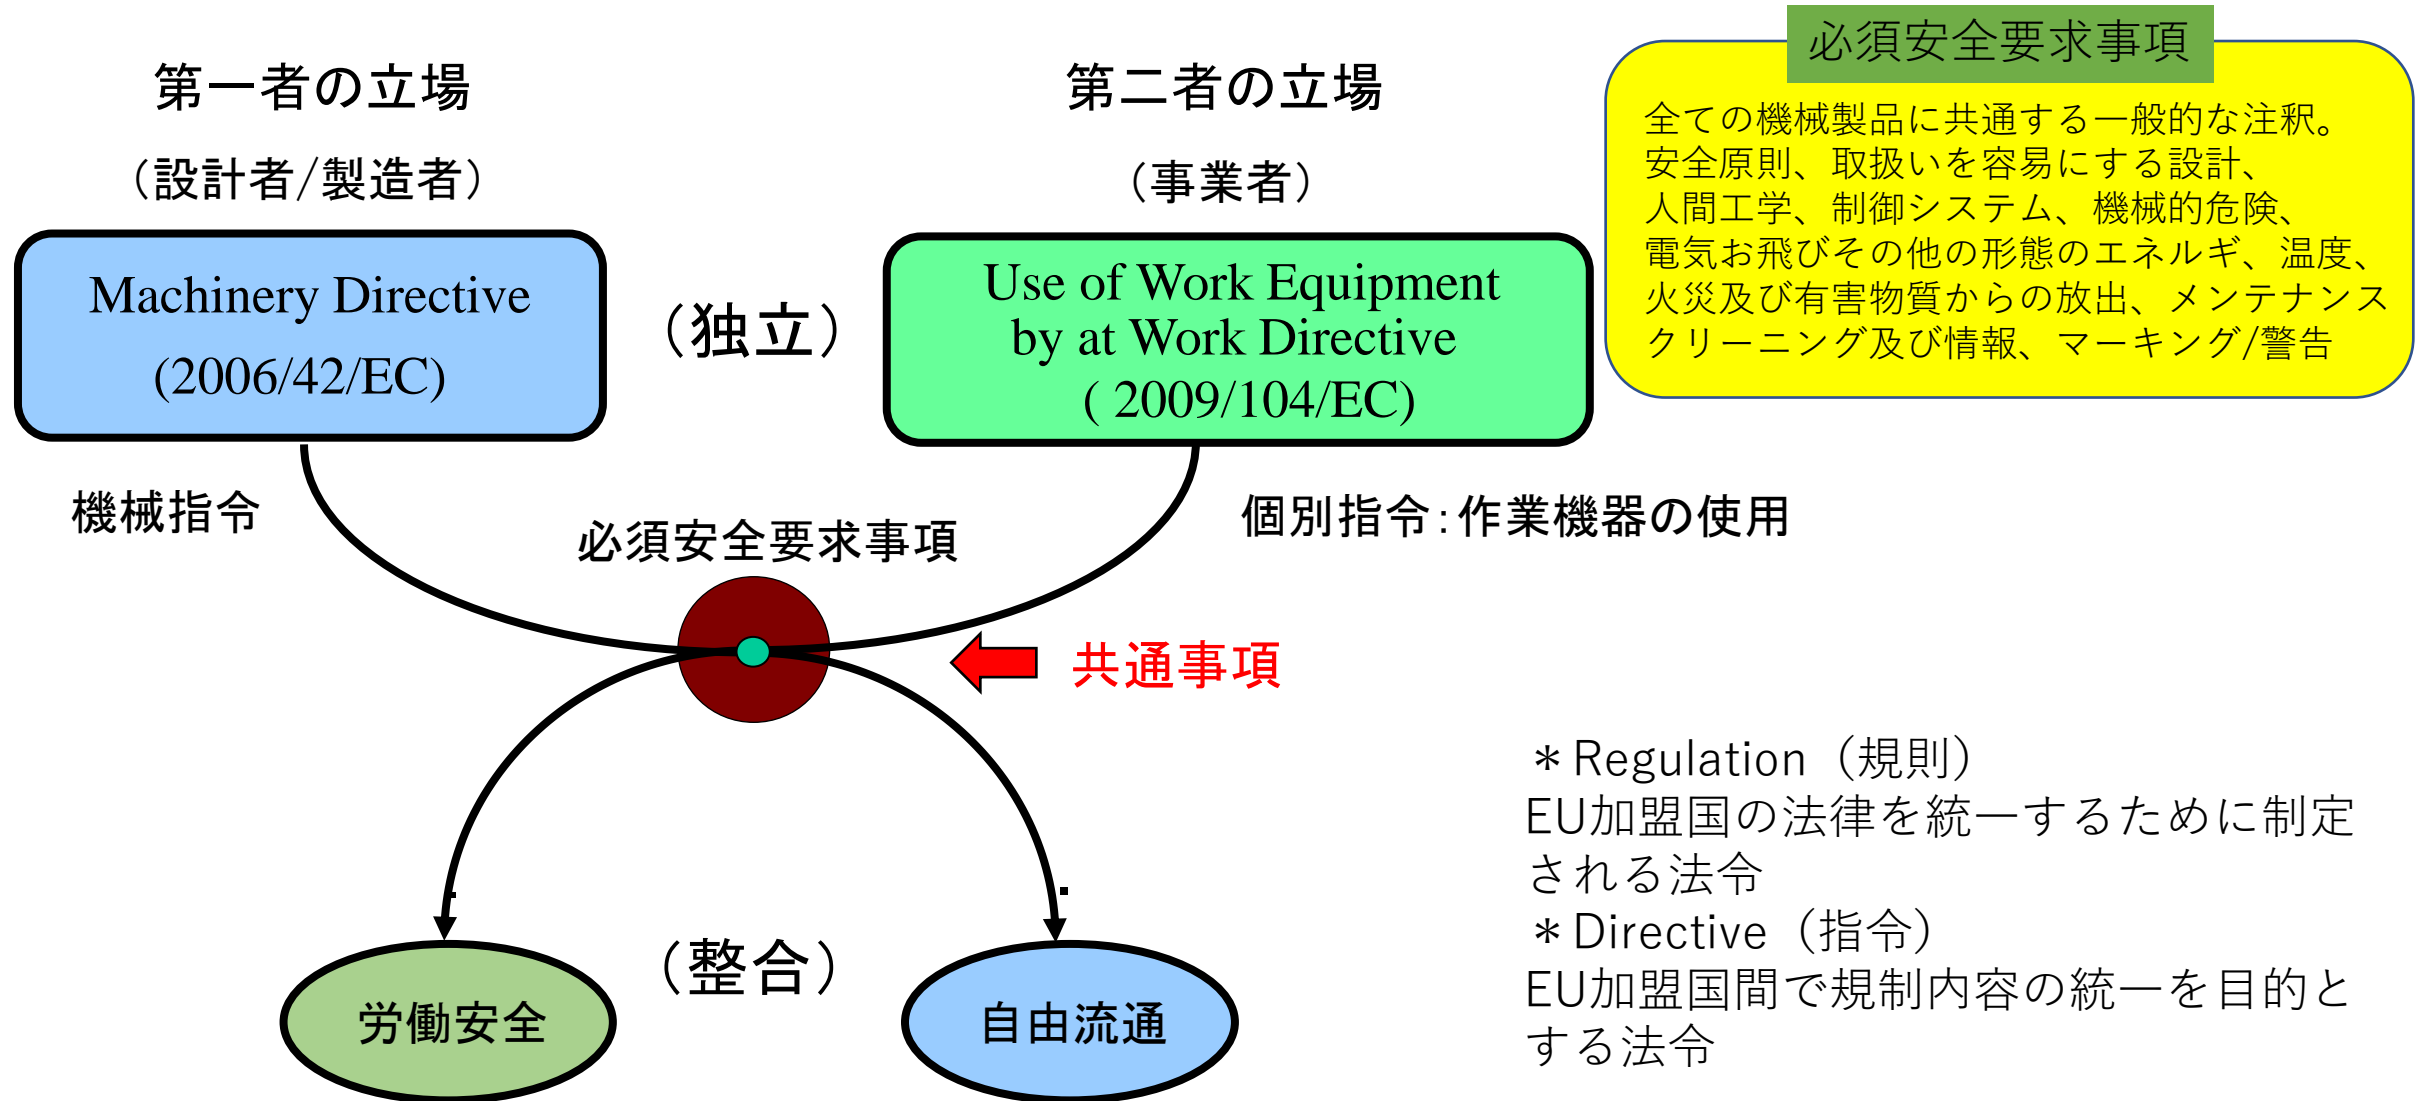 第一者の立場
(設計者/製造者)
Machinery Directive
(2006/42/EC)
機械指令
(独立)
第二者の立場
(事業者)
Use of Work Equipment
by at Work Directive
( 2009/104/EC)
個別指令:作業機器の使用
必須安全要求事項
全ての機械製品に共通する一般的な注釈。
安全原則、取扱いを容易にする設計、
人間工学、制御システム、機械的危険、
電気お飛びその他の形態のエネルギ、温度、
火災及び有害物質からの放出、メンテナンス
クリーニング及び情報、マーキング/警告
必須安全要求事項
共通事項
労働安全
(整合)
自由流通
*Regulation(規則)
EU加盟国の法律を統一するために制定
される法令
*Directive(指令)
EU加盟国間で規制内容の統一を目的と
する法令